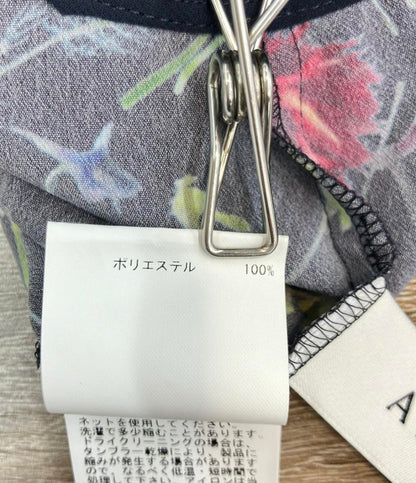 ポリエステル 100%
ネットを使用してください。
洗濯で多少縮むことがあります。
ドライクリーニングの場合は、
タンブラー乾燥により、製品に
縮みが発生する場合があります
ので、なるべく低温・短時間で
処理して下さい。アイロンは当
A